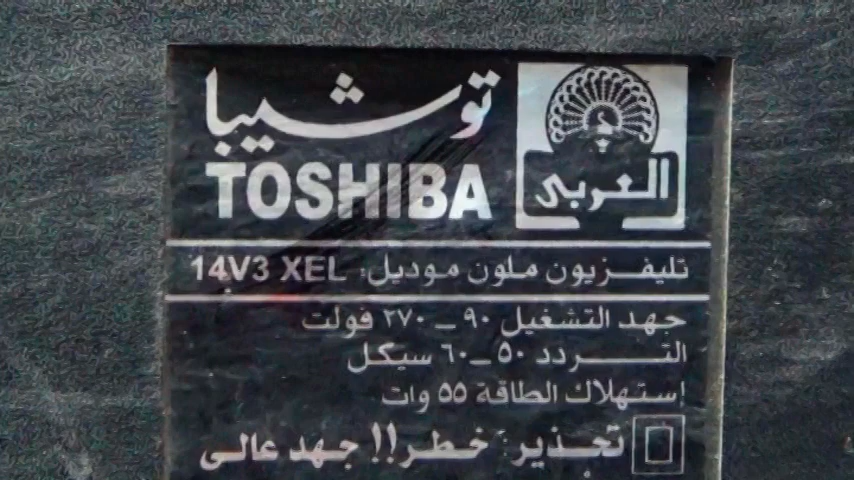 توشيبا
TOSHIBA
العربى
تليفزيون ملون موديل: 14V3 XEL
جهد التشغيل ٩٠ - ٢٧٠ فولت
التردد ٥٠ - ٦٠ سيكل
إستهلاك الطاقة ٥٥ وات
تحذير: خطر!! جهد عالى